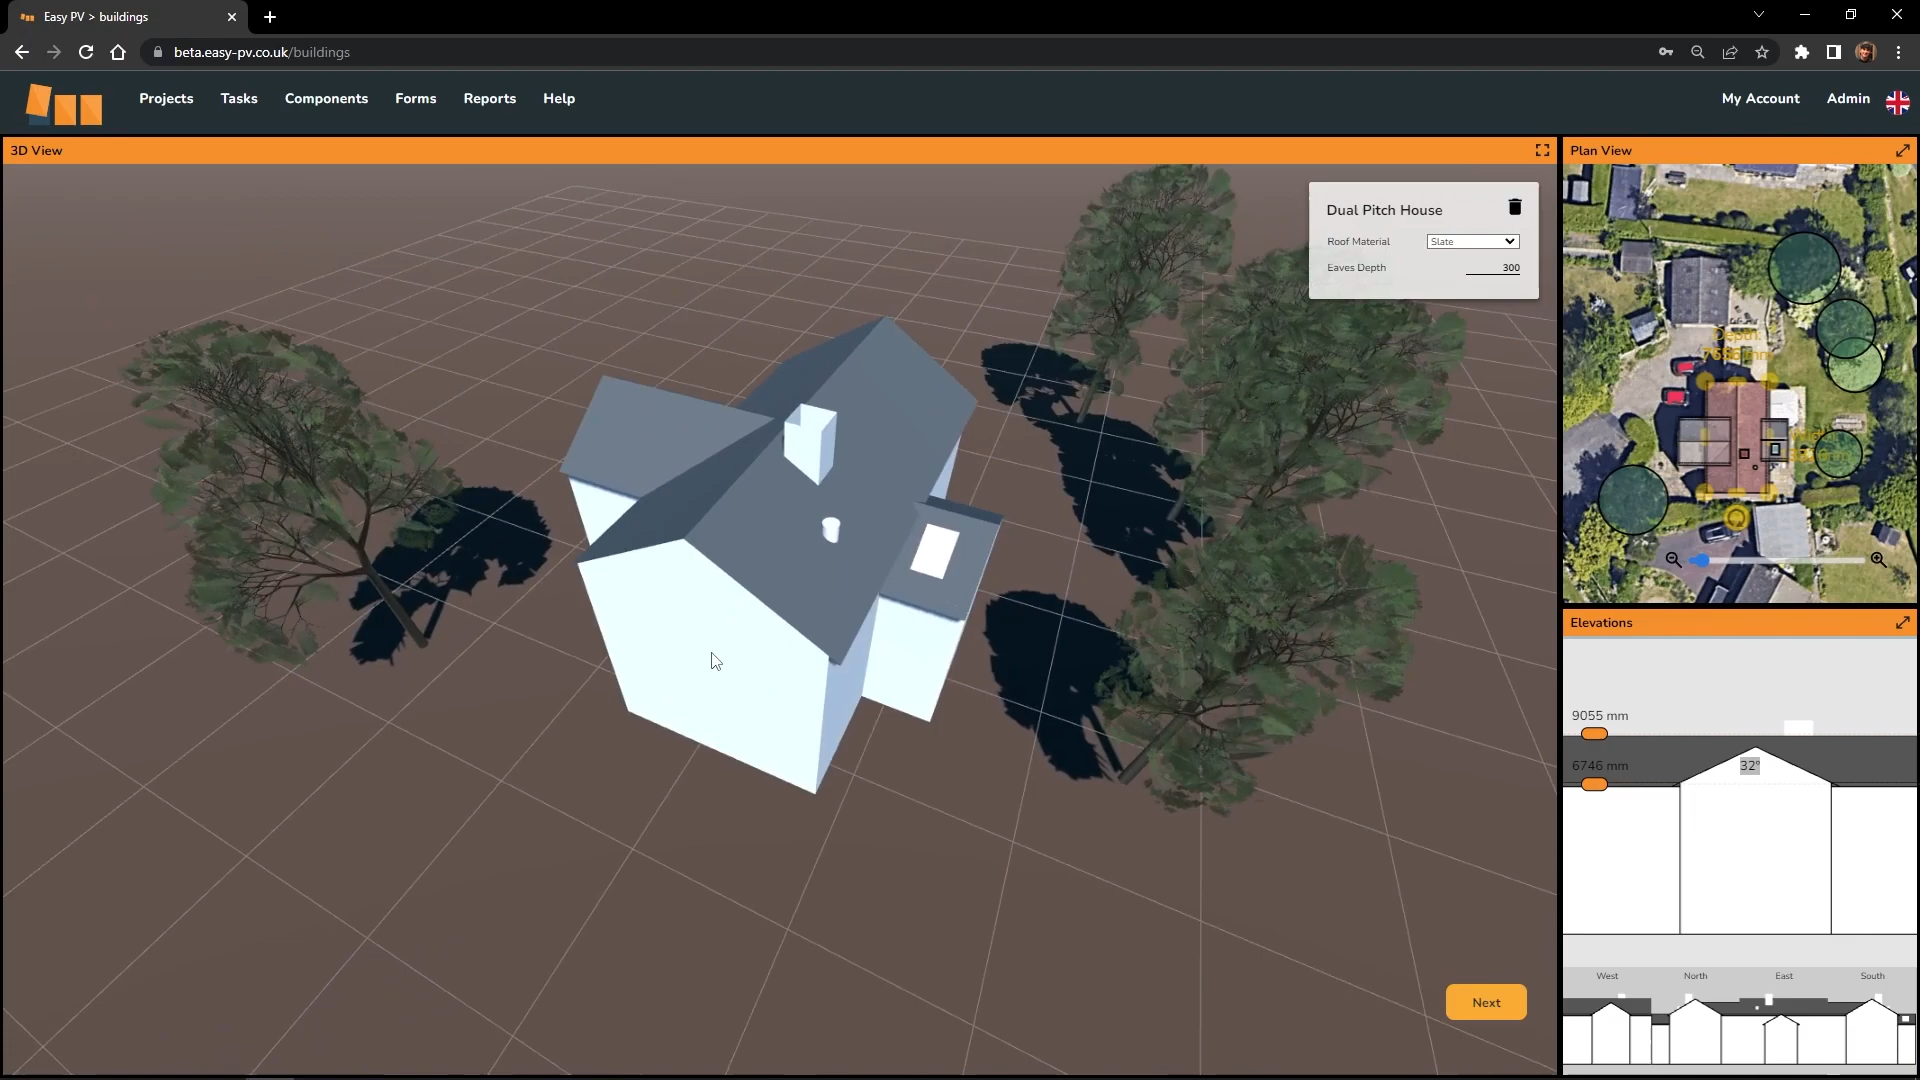 Easy PV > buildings
beta.easy-pv.co.uk/buildings
Projects Tasks Components Forms Reports Help My Account Admin
3D View
Dual Pitch House
Roof Material Slate
Eaves Depth 300
Next
Plan View
Depth:
mm
Elevations
9055 mm
6746 mm
32°
West North East South